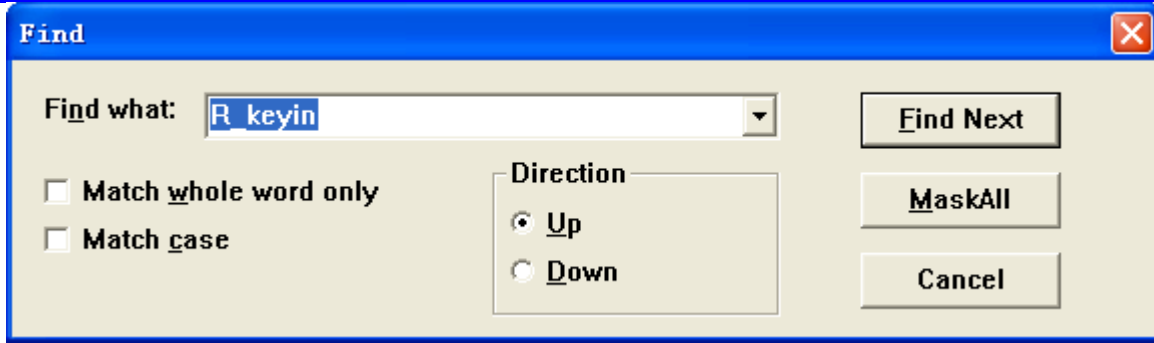 Find
Find what: R_keyin
Find Next
Match whole word only
Match case
Direction
Up
Down
MaskAll
Cancel